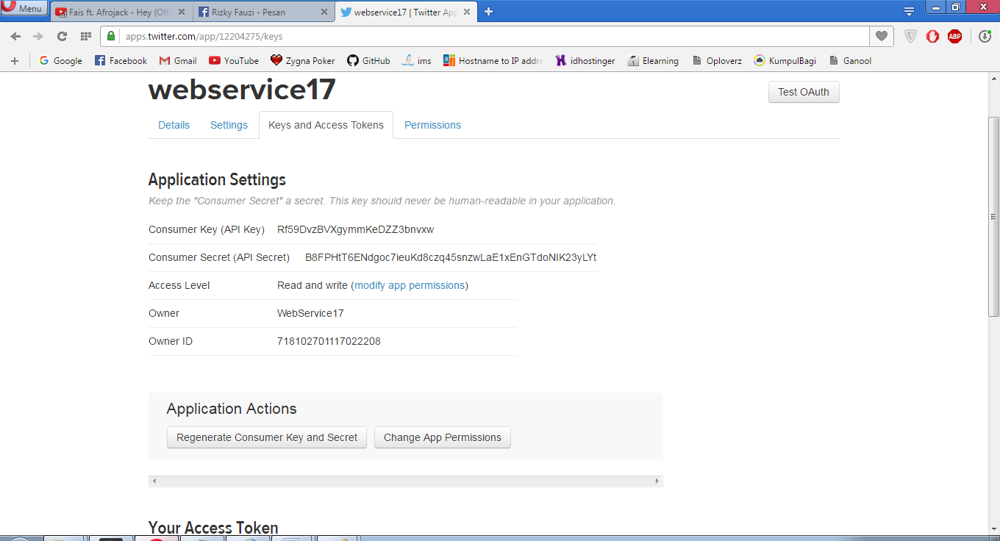 Menu
Fais ft. Afrojack - Hey (Offi
Rizky Fauzi - Pesan
webservice17 | Twitter App
apps.twitter.com/app/12204275/keys
ABP
Google Facebook Gmail YouTube Zygna Poker GitHub ims Hostname to IP addre idhostinger Elearning Oploverz KumpulBagi Ganool
webservice17
Test OAuth
Details Settings Keys and Access Tokens Permissions
Application Settings
Keep the "Consumer Secret" a secret. This key should never be human-readable in your application.
Consumer Key (API Key) Rf59DvzBVXgymmKeDZZ3bnvxw
Consumer Secret (API Secret) B8FPHtT6ENdgoc7ieuKd8czq45snzwLaE1xEnGTdoNIK23yLYt
Access Level Read and write (modify app permissions)
Owner WebService17
Owner ID 718102701117022208
Application Actions
Regenerate Consumer Key and Secret Change App Permissions
Your Access Token